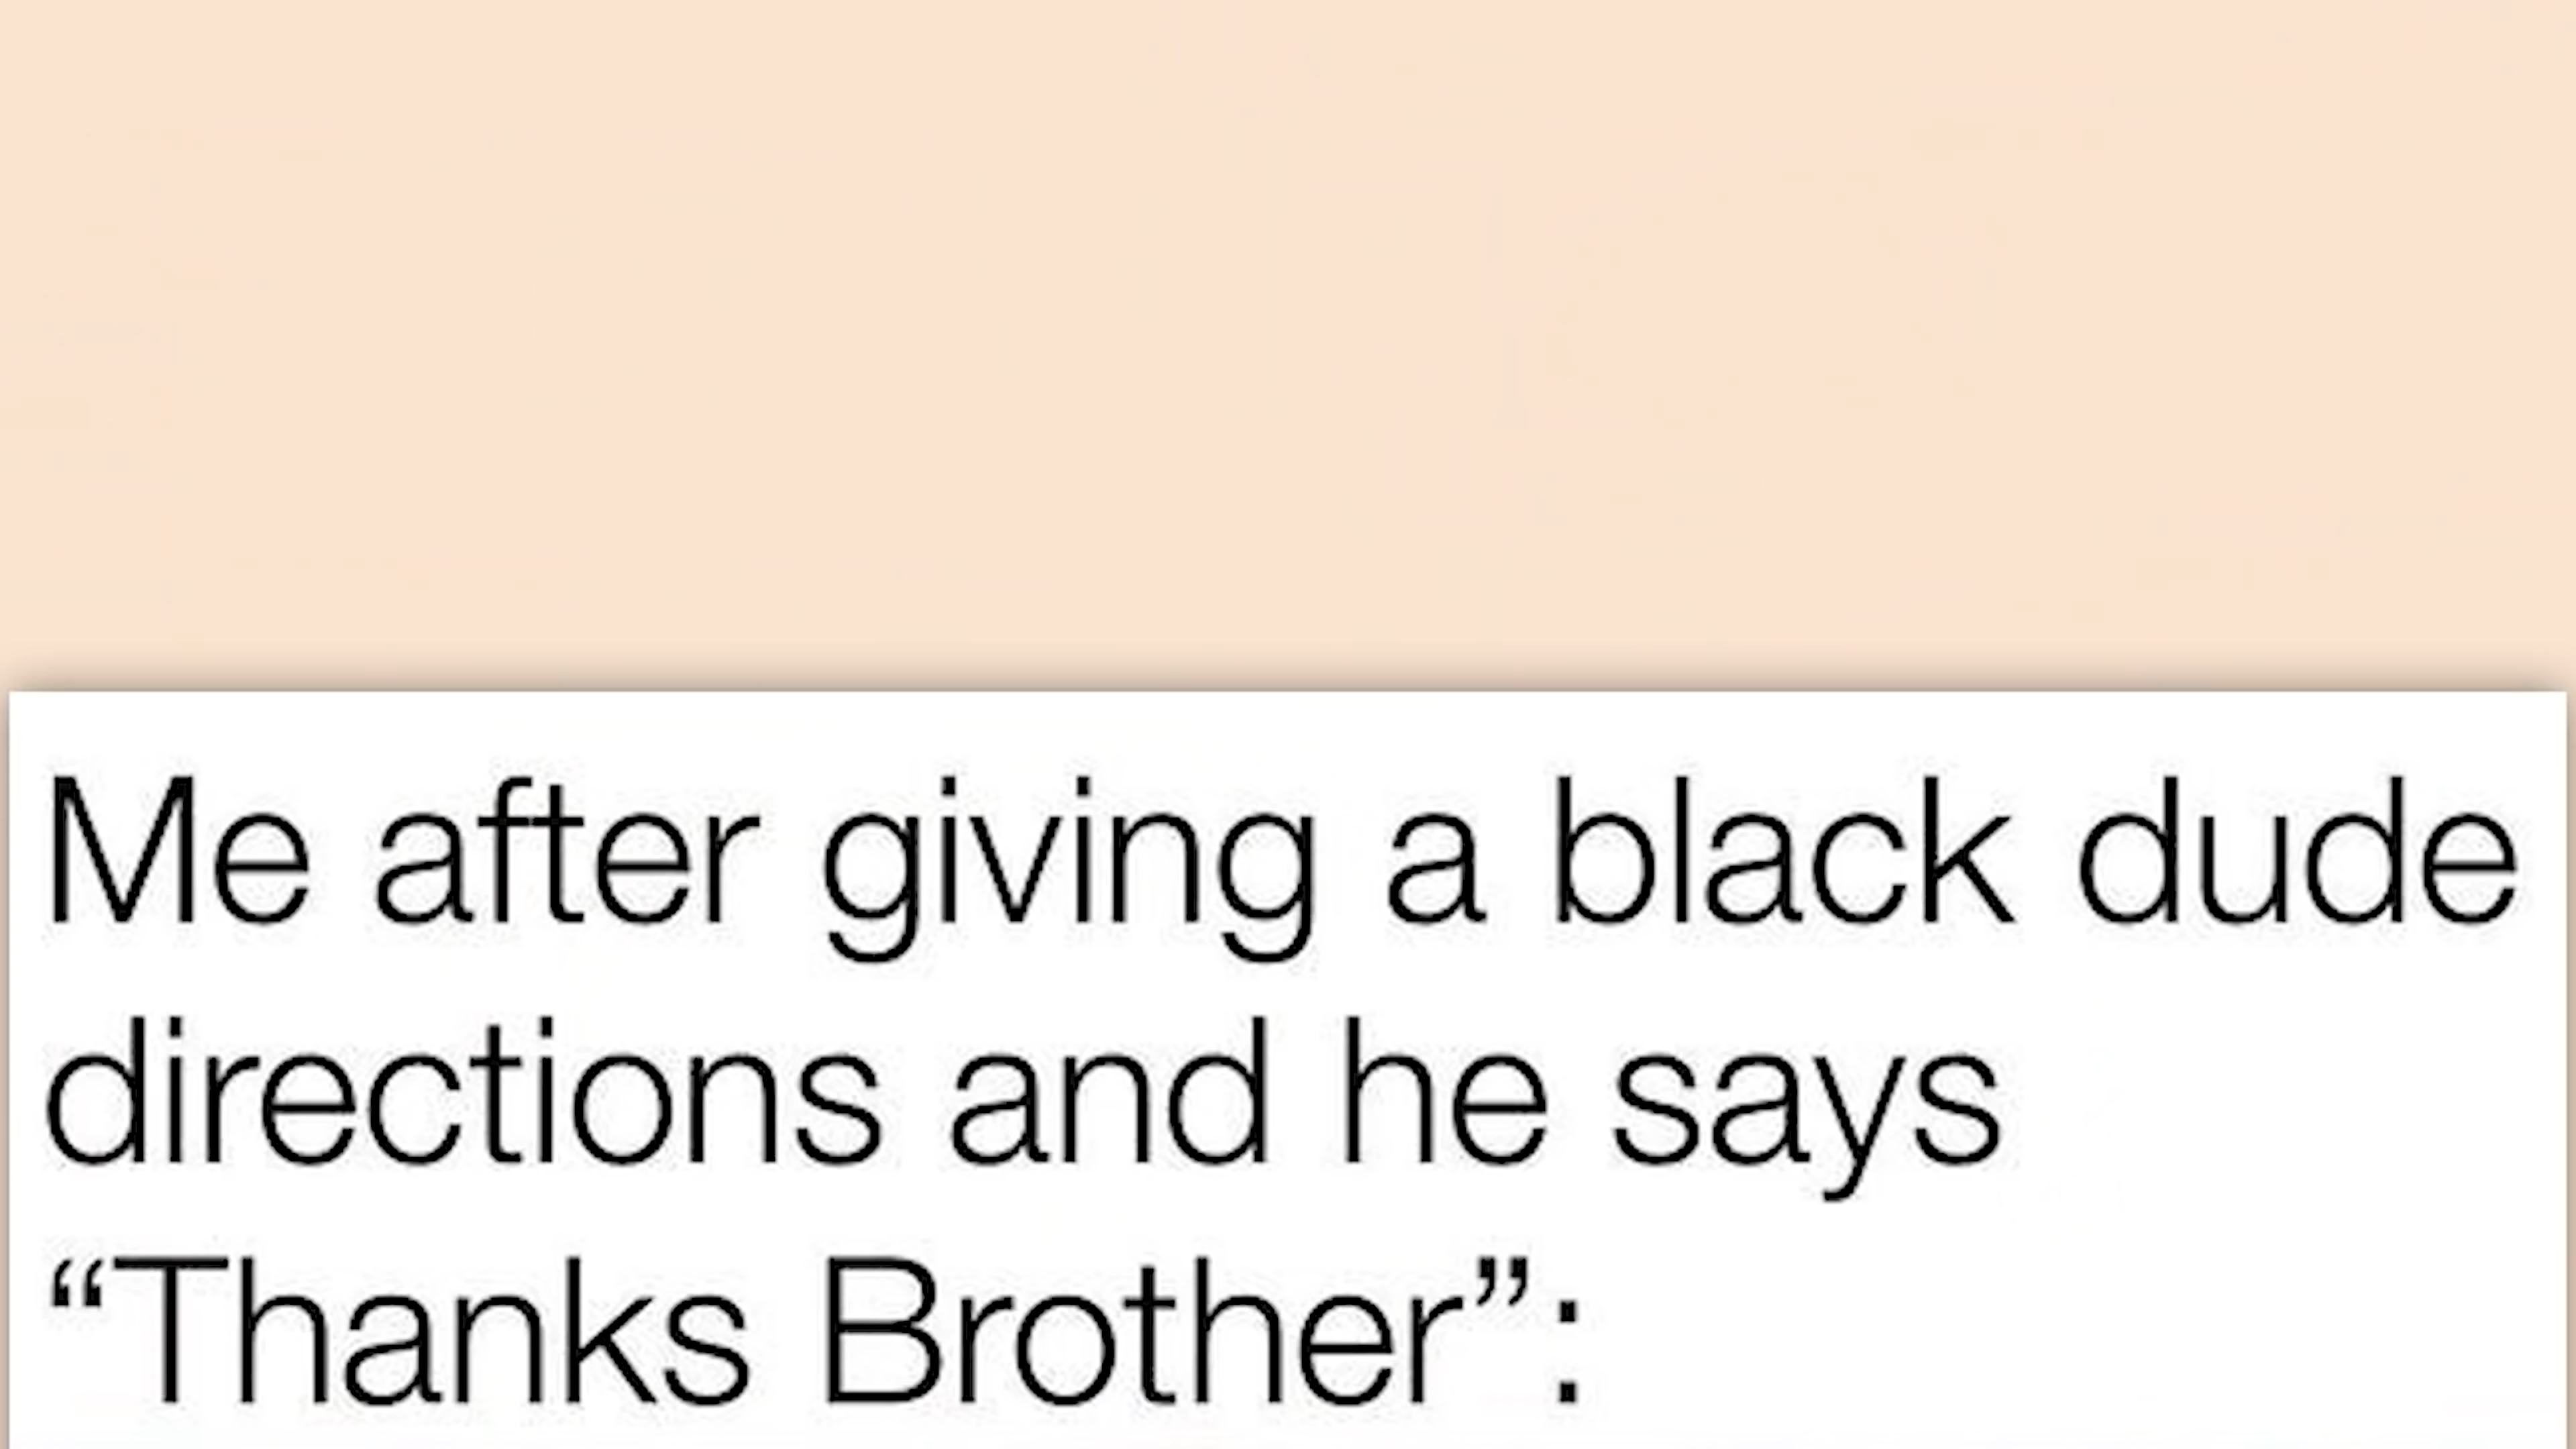 Me after giving a black dude
directions and he says
“Thanks Brother”: